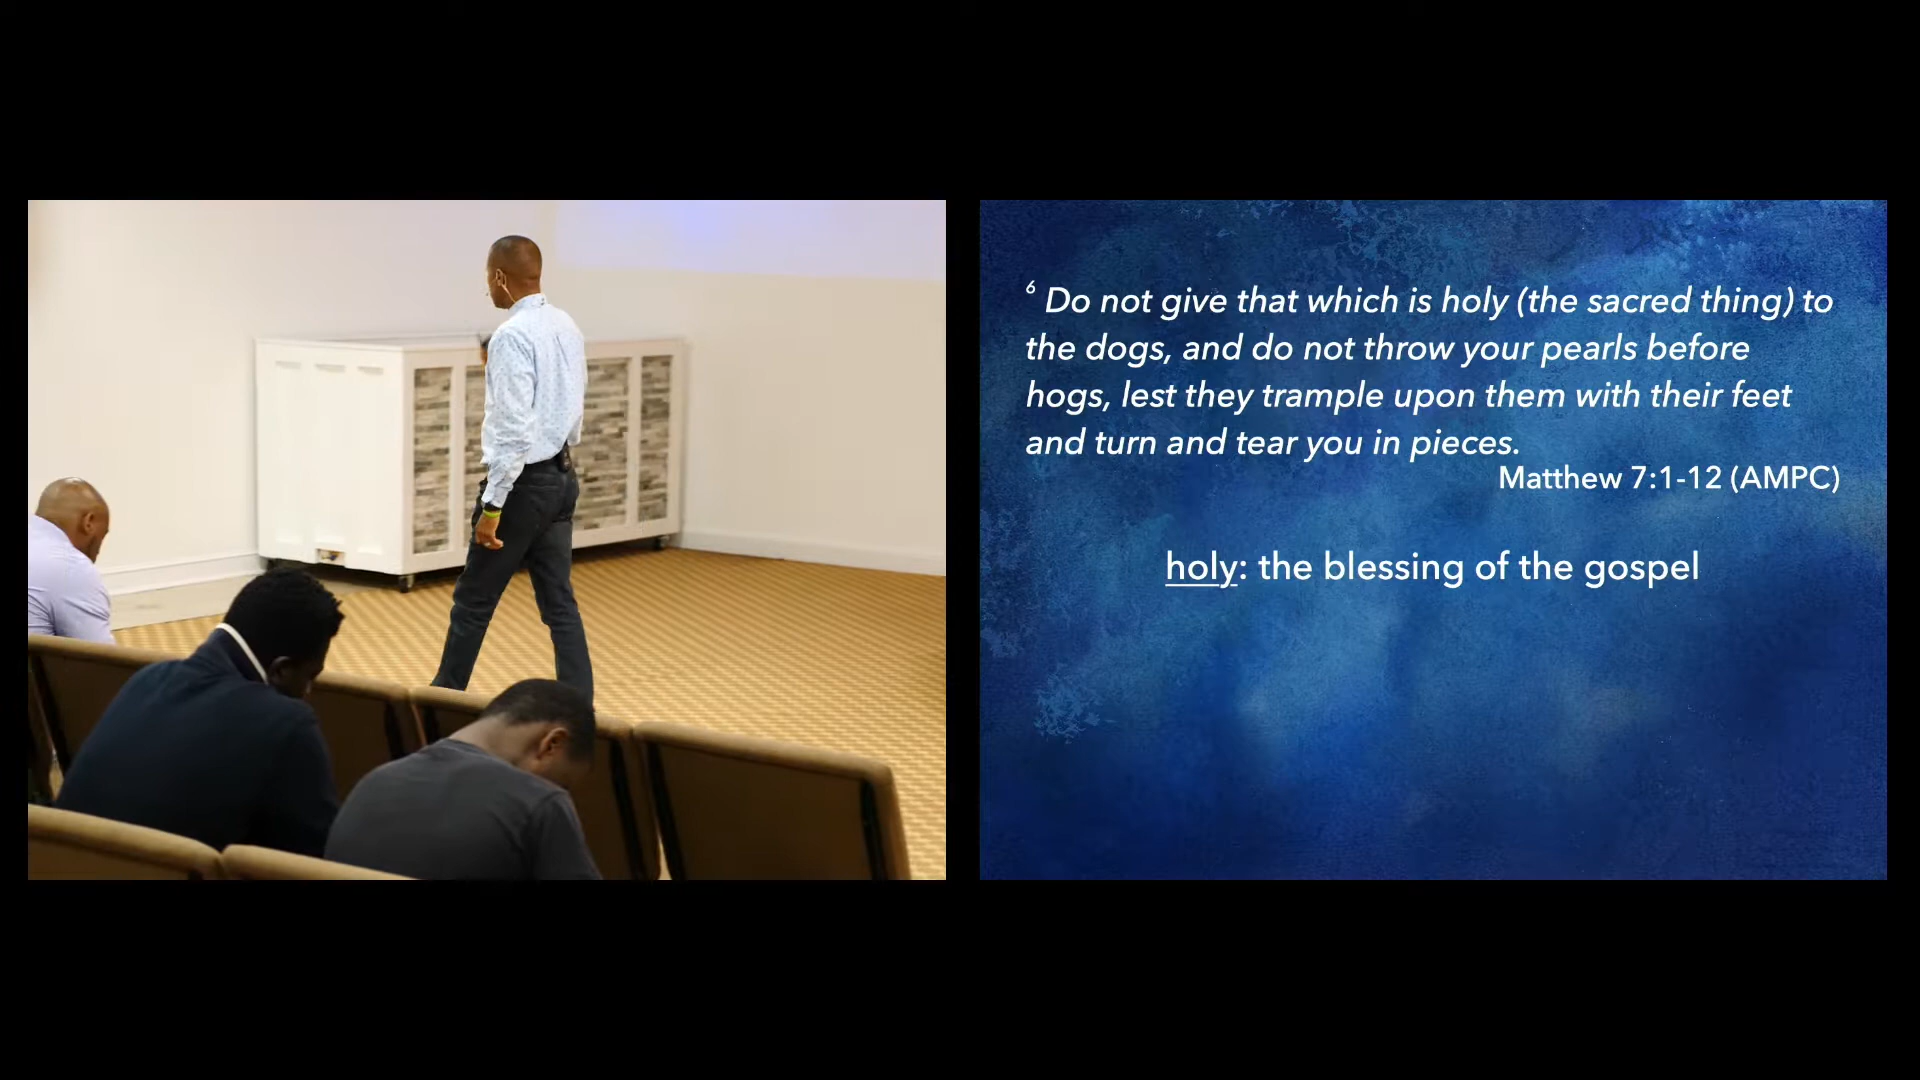 ⁶ Do not give that which is holy (the sacred thing) to
the dogs, and do not throw your pearls before
hogs, lest they trample upon them with their feet
and turn and tear you in pieces.
Matthew 7:1-12 (AMPC)
holy: the blessing of the gospel